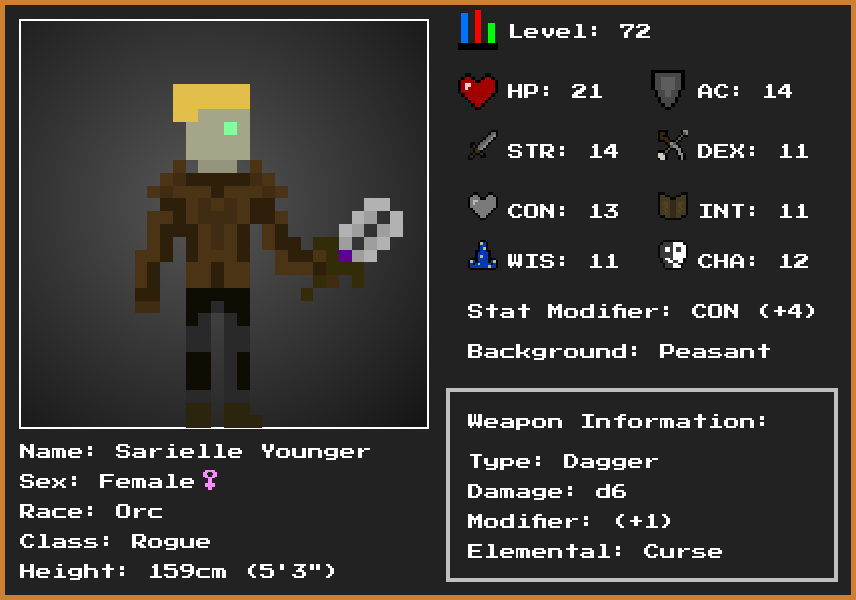 Level: 72
HP: 21 AC: 14
STR: 14 DEX: 11
CON: 13 INT: 11
WIS: 11 CHA: 12
Stat Modifier: CON (+4)
Background: Peasant
Weapon Information:
Type: Dagger
Damage: d6
Modifier: (+1)
Elemental: Curse
Name: Sarielle Younger
Sex: Female♀
Race: Orc
Class: Rogue
Height: 159cm (5'3")